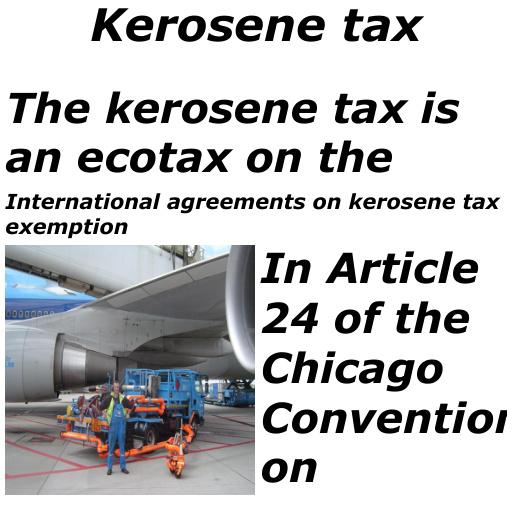 Kerosene tax
The kerosene tax is
an ecotax on the
International agreements on kerosene tax
exemption
In Article
24 of the
Chicago
Convention
on